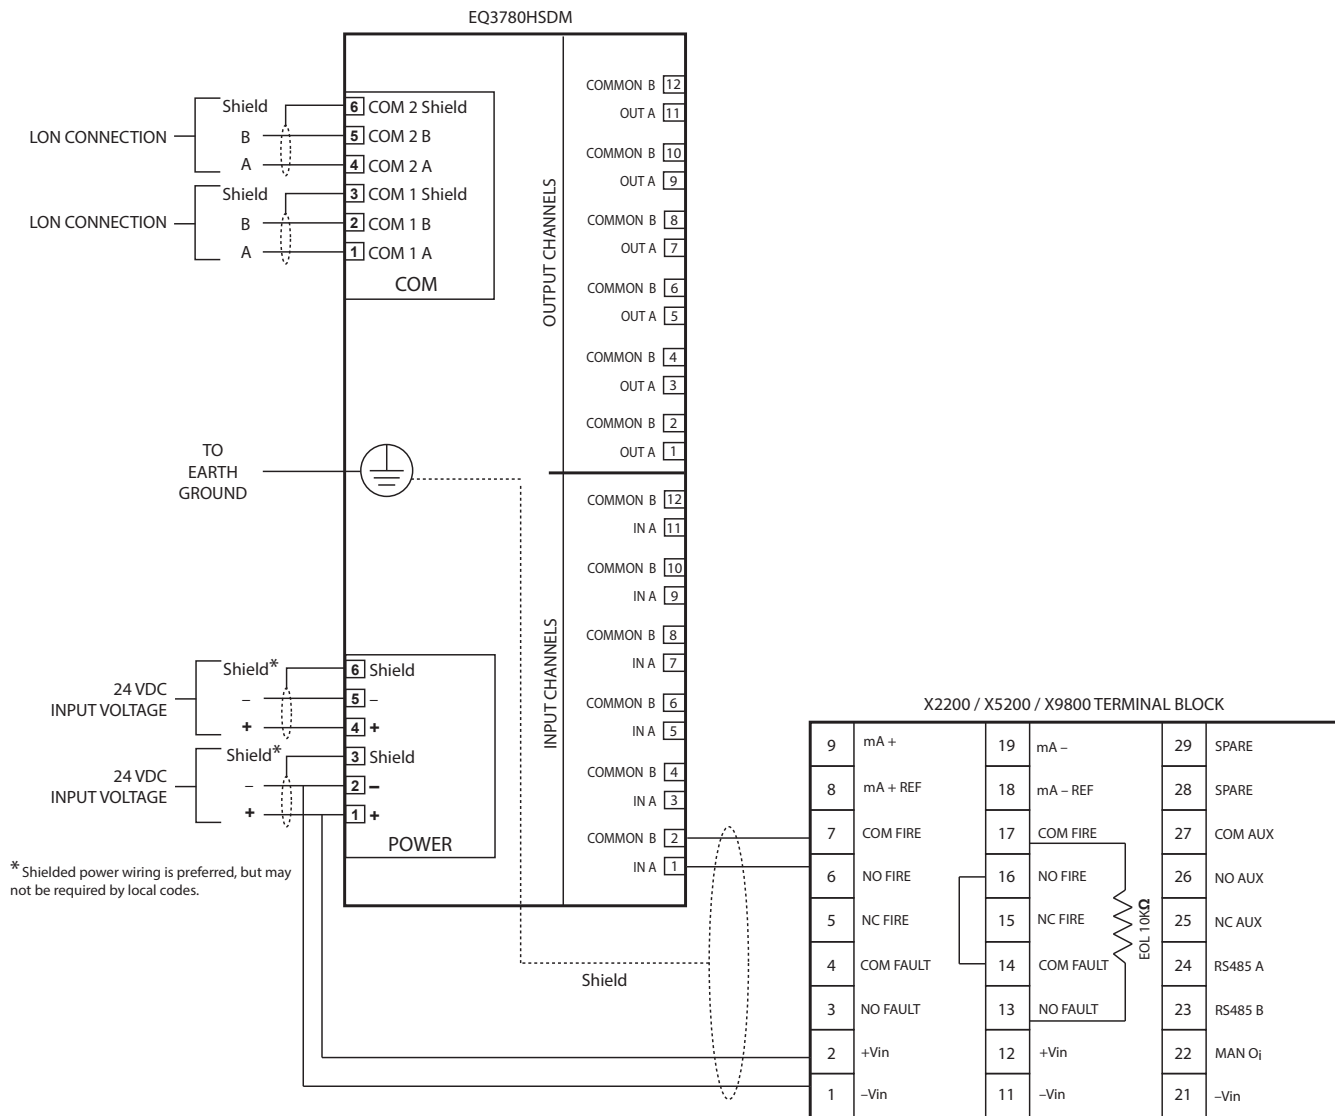 EQ3780HSDM
LON CONNECTION
Shield
B
A
LON CONNECTION
Shield
B
A
6 COM 2 Shield
5 COM 2 B
4 COM 2 A
3 COM 1 Shield
2 COM 1 B
1 COM 1 A
COM
OUTPUT CHANNELS
COMMON B 12
OUT A 11
COMMON B 10
OUT A 9
COMMON B 8
OUT A 7
COMMON B 6
OUT A 5
COMMON B 4
OUT A 3
COMMON B 2
OUT A 1
TO
EARTH
GROUND
INPUT CHANNELS
COMMON B 12
IN A 11
COMMON B 10
IN A 9
COMMON B 8
IN A 7
COMMON B 6
IN A 5
COMMON B 4
IN A 3
COMMON B 2
IN A 1
24 VDC
INPUT VOLTAGE
Shield*
–
+
24 VDC
INPUT VOLTAGE
Shield*
–
+
6 Shield
5 –
4 +
3 Shield
2 –
1 +
POWER
* Shielded power wiring is preferred, but may
not be required by local codes.
Shield
X2200 / X5200 / X9800 TERMINAL BLOCK
9 mA +
8 mA + REF
7 COM FIRE
6 NO FIRE
5 NC FIRE
4 COM FAULT
3 NO FAULT
2 +Vin
1 –Vin
19 mA –
18 mA – REF
17 COM FIRE
16 NO FIRE
15 NC FIRE
14 COM FAULT
13 NO FAULT
12 +Vin
11 –Vin
EOL 10KΩ
29 SPARE
28 SPARE
27 COM AUX
26 NO AUX
25 NC AUX
24 RS485 A
23 RS485 B
22 MAN Oi
21 –Vin